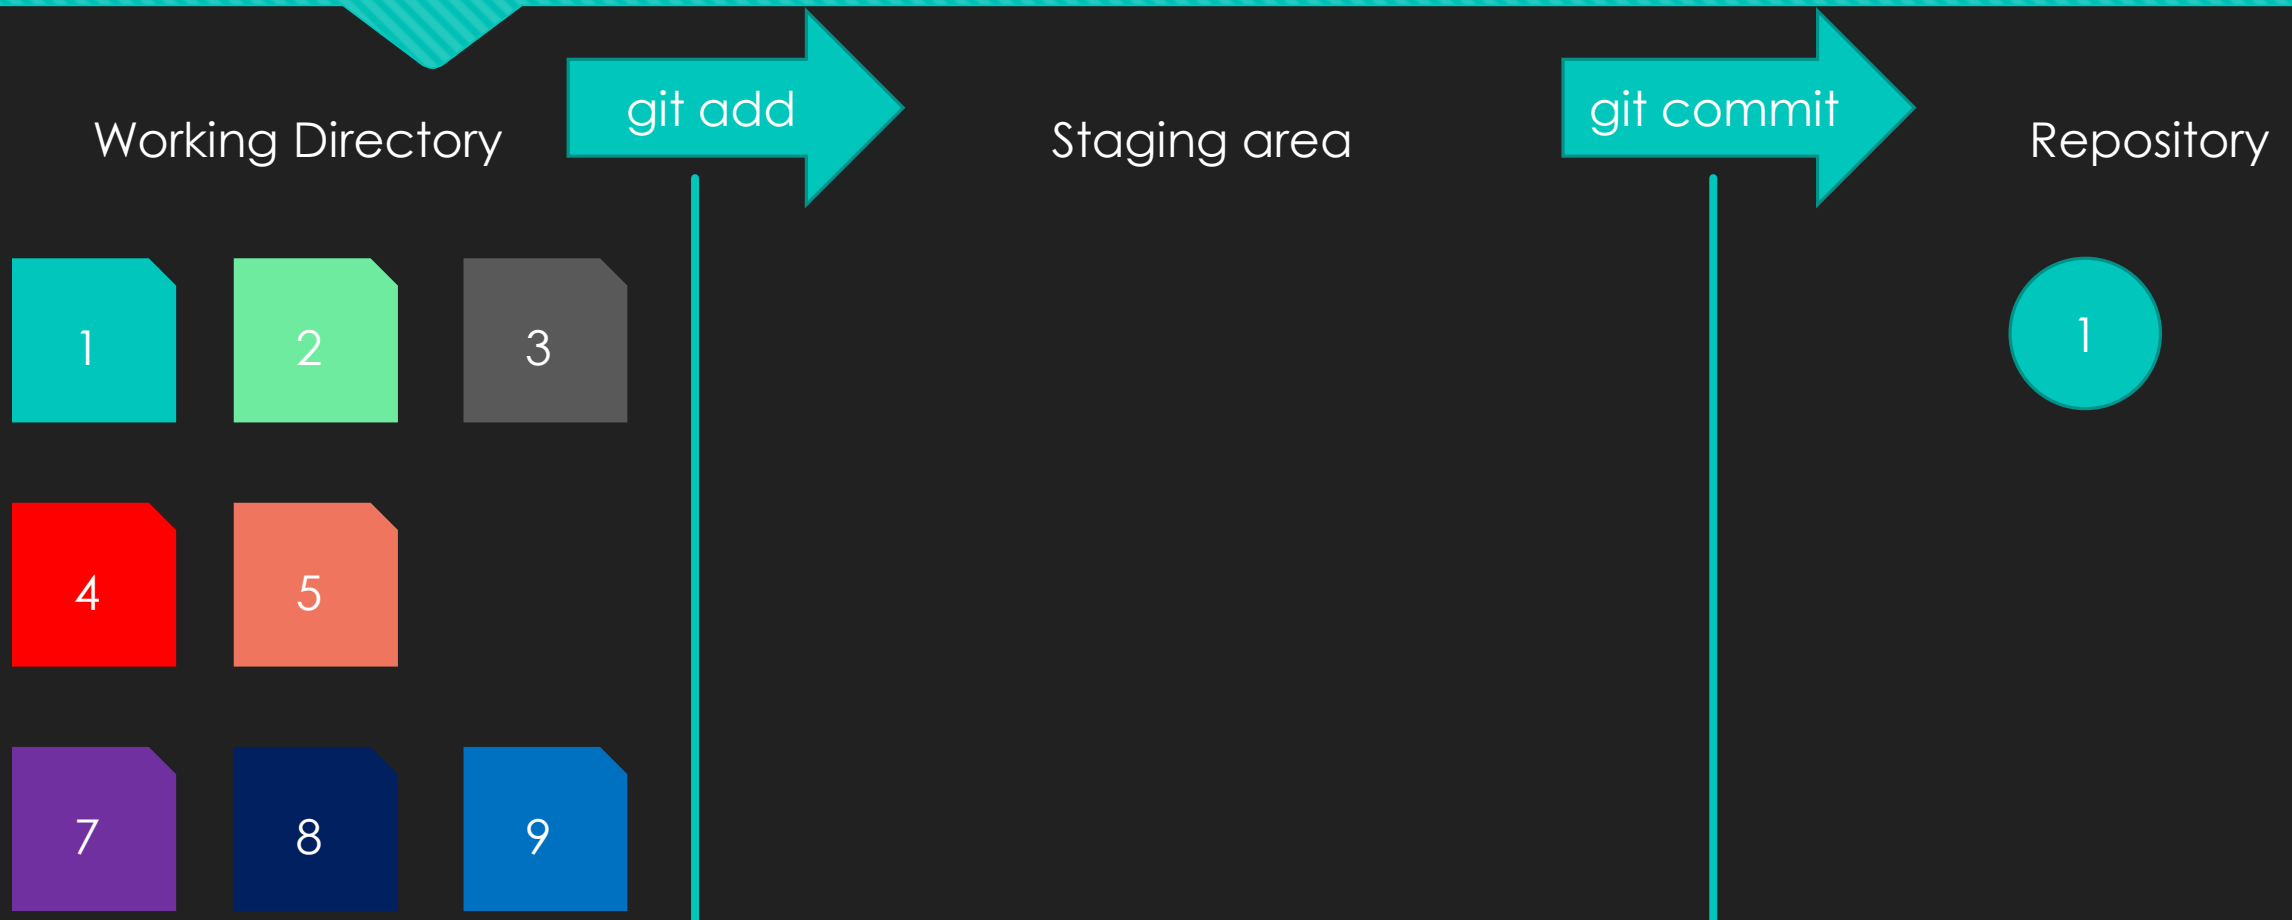 Working Directory
git add
Staging area
git commit
Repository
1
2
3
1
4
5
7
8
9